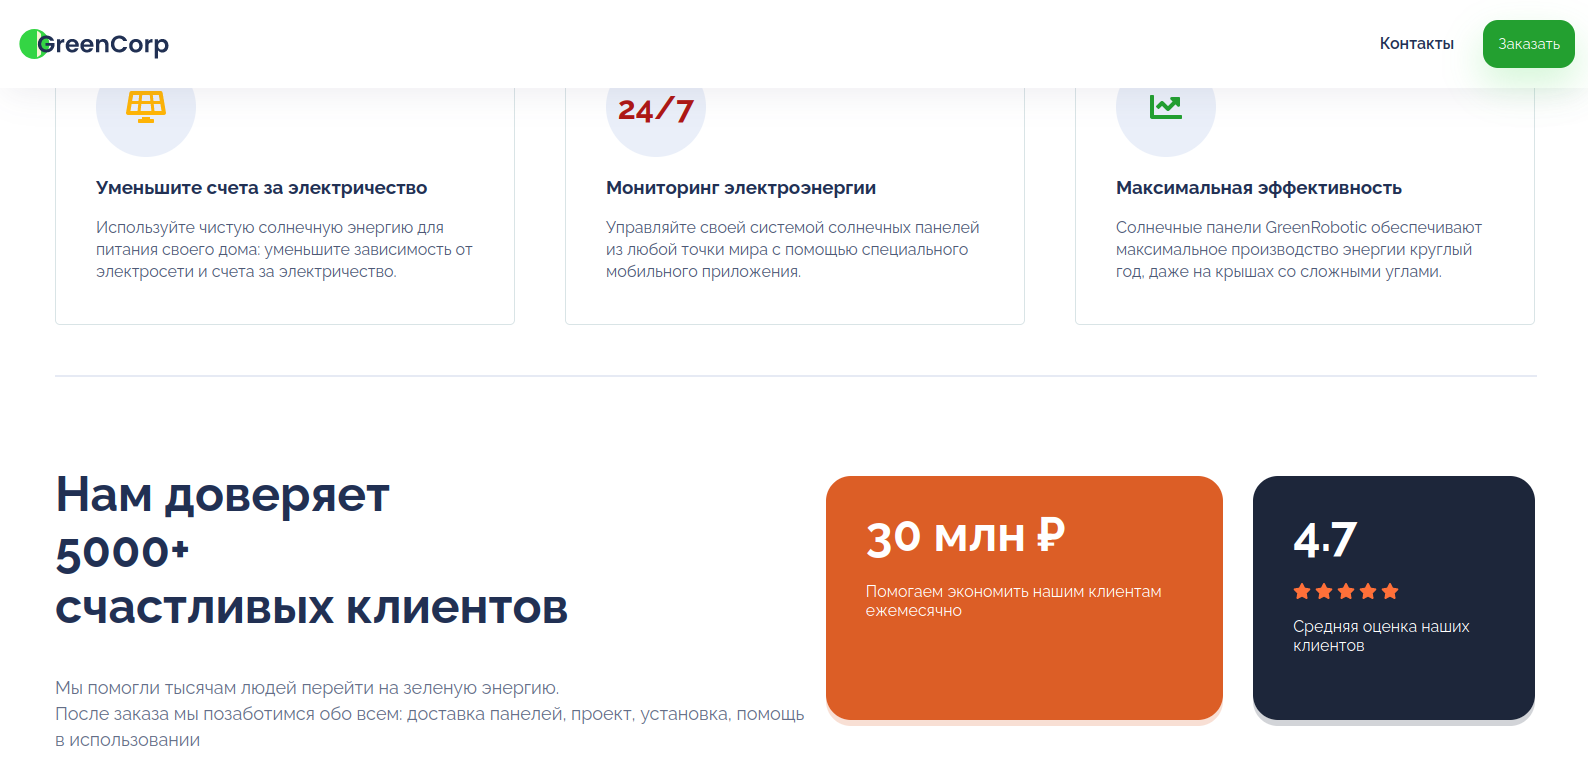 GreenCorp
Контакты
Заказать
24/7
Уменьшите счета за электричество
Используйте чистую солнечную энергию для
питания своего дома: уменьшите зависимость от
электросети и счета за электричество.
Мониторинг электроэнергии
Управляйте своей системой солнечных панелей
из любой точки мира с помощью специального
мобильного приложения.
Максимальная эффективность
Солнечные панели GreenRobotic обеспечивают
максимальное производство энергии круглый
год, даже на крышах со сложными углами.
Нам доверяет
5000+
счастливых клиентов
Мы помогли тысячам людей перейти на зеленую энергию.
После заказа мы позаботимся обо всем: доставка панелей, проект, установка, помощь
в использовании
30 млн ₽
Помогаем экономить нашим клиентам
ежемесячно
4.7
Средняя оценка наших
клиентов